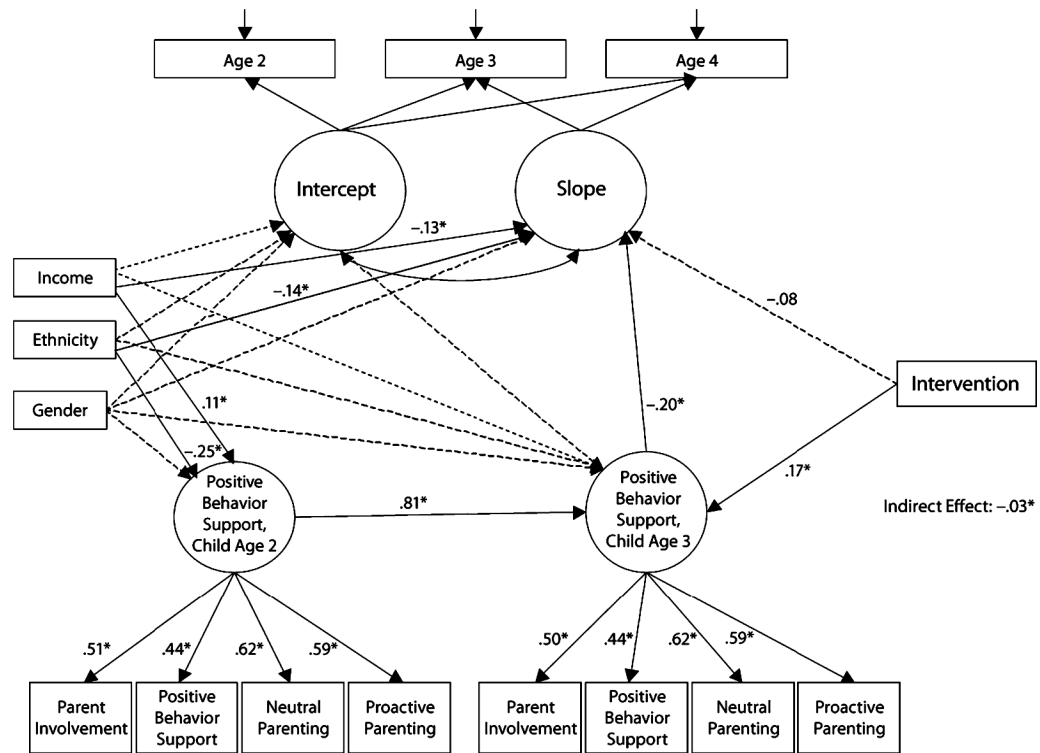 Age 2
Age 3
Age 4
Intercept
Slope
–.13*
Income
–.14*
–.08
Ethnicity
Intervention
Gender
.11*
–.20*
–.25*
.17*
Positive
Behavior
Support,
Child Age 2
.81*
Positive
Behavior
Support,
Child Age 3
Indirect Effect: –.03*
.51*
.44*
.62*
.59*
.50*
.44*
.62*
.59*
Parent
Involvement
Positive
Behavior
Support
Neutral
Parenting
Proactive
Parenting
Parent
Involvement
Positive
Behavior
Support
Neutral
Parenting
Proactive
Parenting